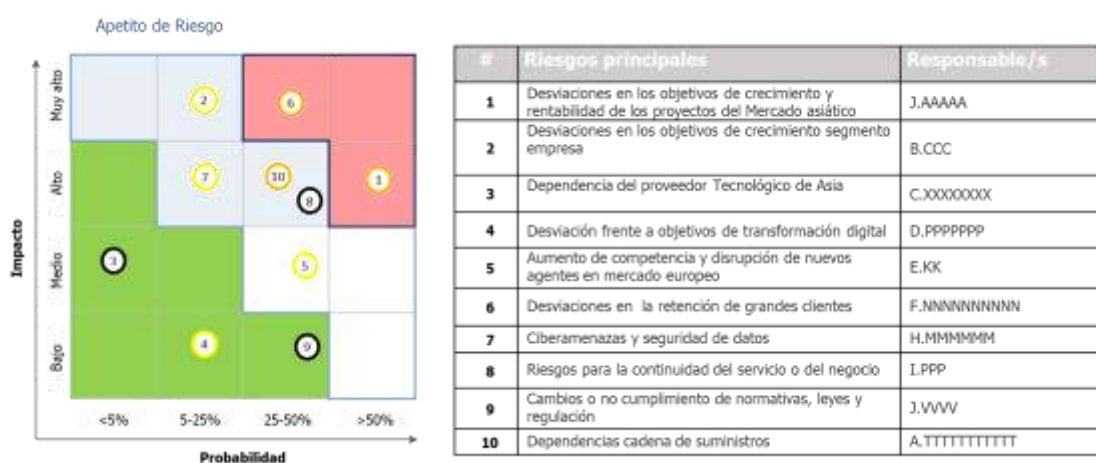 Apetito de Riesgo
Impacto
Muy alto
Alto
Medio
Bajo
2
6
7
10
8
1
3
5
4
9
<5%
5-25%
25-50%
>50%
Probabilidad
# Riesgos principales Responsable/s
1 Desviaciones en los objetivos de crecimiento y
rentabilidad de los proyectos del Mercado asiático J.AAAAA
2 Desviaciones en los objetivos de crecimiento segmento
empresa B.CCC
3 Dependencia del proveedor Tecnológico de Asia C.XXXXXXXX
4 Desviación frente a objetivos de transformación digital D.PPPPPPP
5 Aumento de competencia y disrupción de nuevos
agentes en mercado europeo E.KK
6 Desviaciones en la retención de grandes clientes F.NNNNNNNNNN
7 Ciberamenazas y seguridad de datos H.MMMMMM
8 Riesgos para la continuidad del servicio o del negocio I.PPP
9 Cambios o no cumplimiento de normativas, leyes y
regulación J.VVVV
10 Dependencias cadena de suministros A.TTTTTTTTTTT